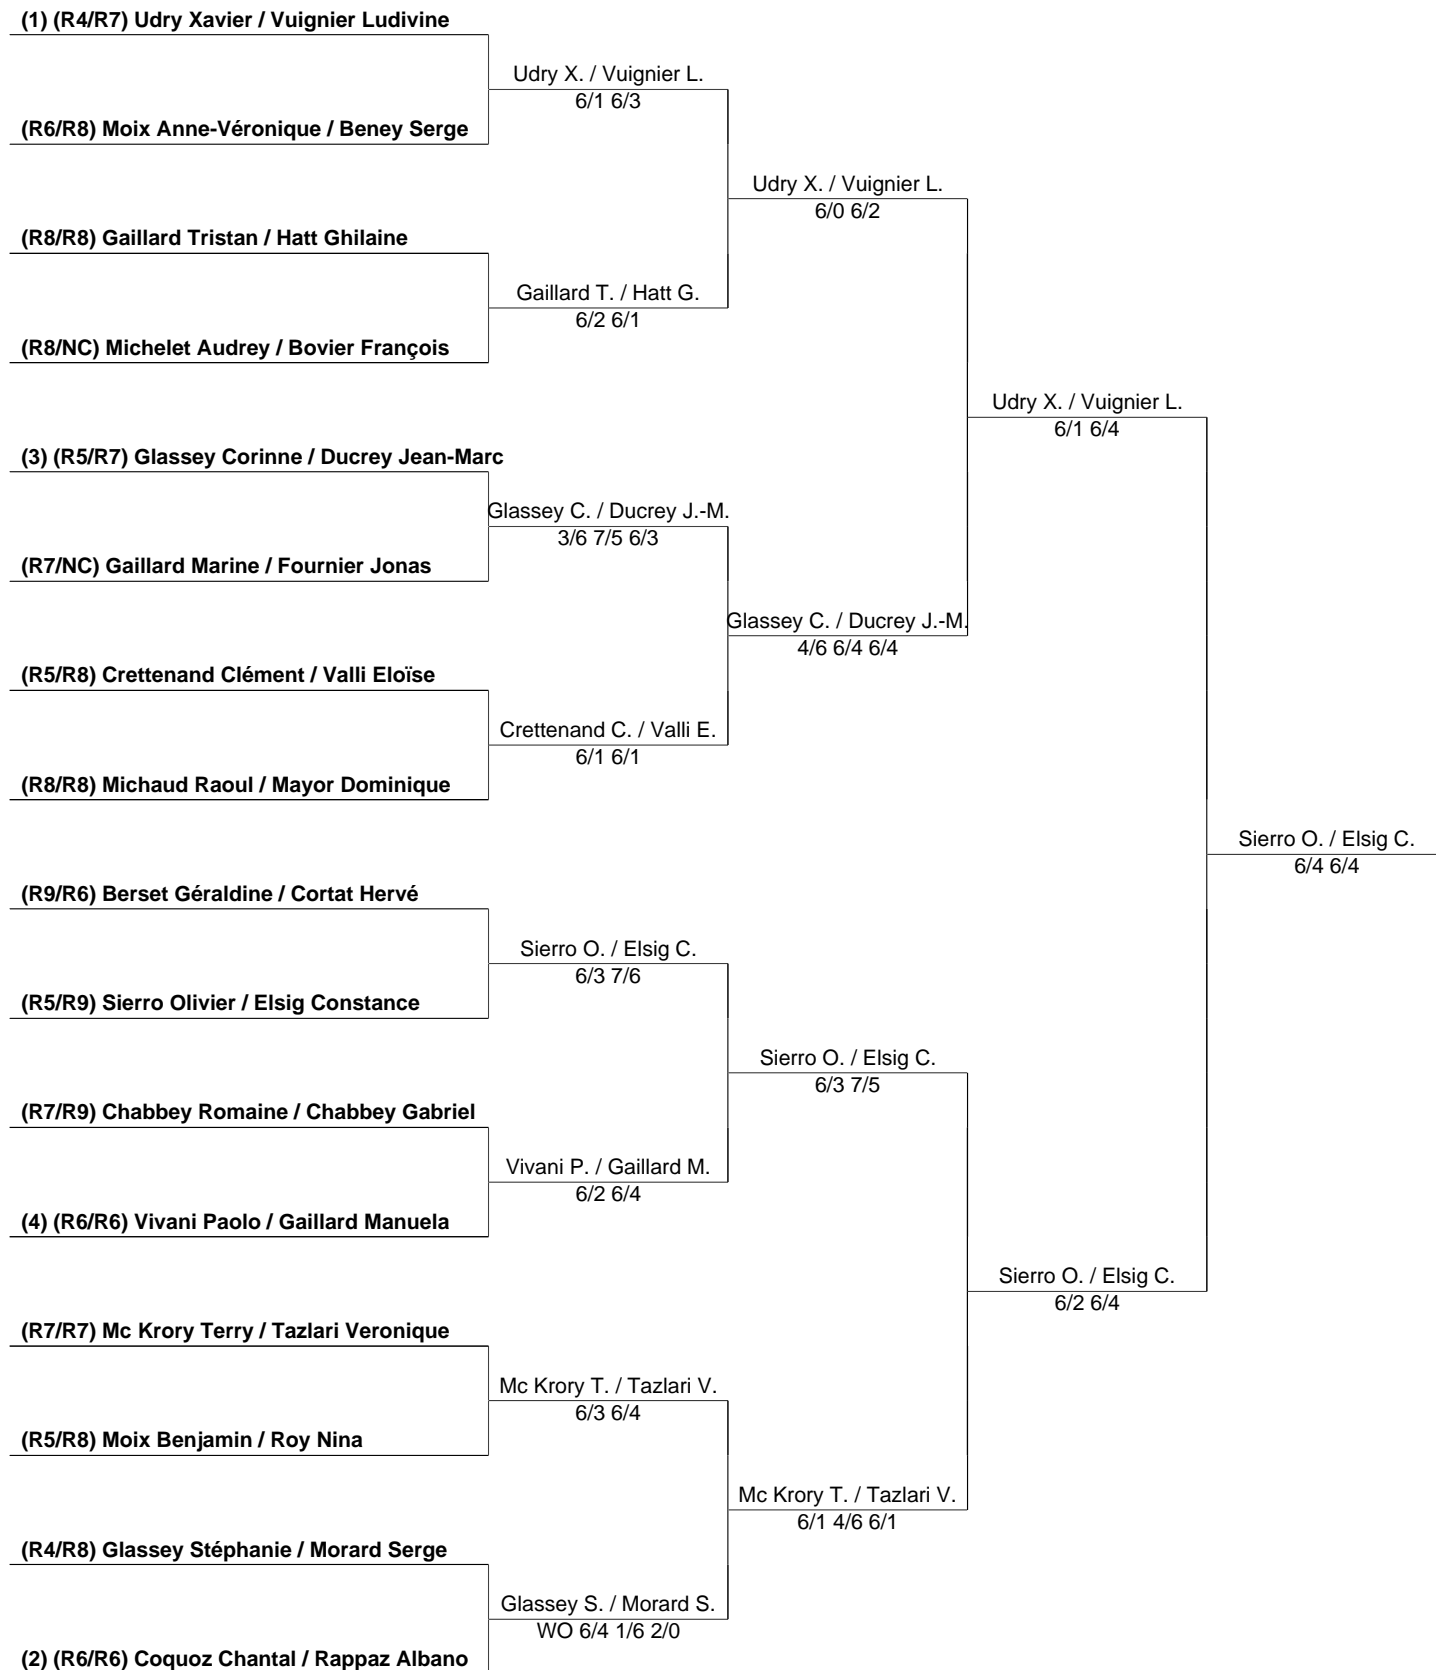 (1) (R4/R7) Udry Xavier / Vuignier Ludivine
Udry X. / Vuignier L.
6/1 6/3
(R6/R8) Moix Anne-Véronique / Beney Serge
Udry X. / Vuignier L.
6/0 6/2
(R8/R8) Gaillard Tristan / Hatt Ghilaine
Gaillard T. / Hatt G.
6/2 6/1
(R8/NC) Michelet Audrey / Bovier François
Udry X. / Vuignier L.
6/1 6/4
(3) (R5/R7) Glassey Corinne / Ducrey Jean-Marc
Glassey C. / Ducrey J.-M.
3/6 7/5 6/3
(R7/NC) Gaillard Marine / Fournier Jonas
Glassey C. / Ducrey J.-M.
4/6 6/4 6/4
(R5/R8) Crettenand Clément / Valli Eloïse
Crettenand C. / Valli E.
6/1 6/1
(R8/R8) Michaud Raoul / Mayor Dominique
Sierro O. / Elsig C.
6/4 6/4
(R9/R6) Berset Géraldine / Cortat Hervé
Sierro O. / Elsig C.
6/3 7/6
(R5/R9) Sierro Olivier / Elsig Constance
Sierro O. / Elsig C.
6/3 7/5
(R7/R9) Chabbey Romaine / Chabbey Gabriel
Vivani P. / Gaillard M.
6/2 6/4
(4) (R6/R6) Vivani Paolo / Gaillard Manuela
Sierro O. / Elsig C.
6/2 6/4
(R7/R7) Mc Krory Terry / Tazlari Veronique
Mc Krory T. / Tazlari V.
6/3 6/4
(R5/R8) Moix Benjamin / Roy Nina
Mc Krory T. / Tazlari V.
6/1 4/6 6/1
(R4/R8) Glassey Stéphanie / Morard Serge
Glassey S. / Morard S.
WO 6/4 1/6 2/0
(2) (R6/R6) Coquoz Chantal / Rappaz Albano